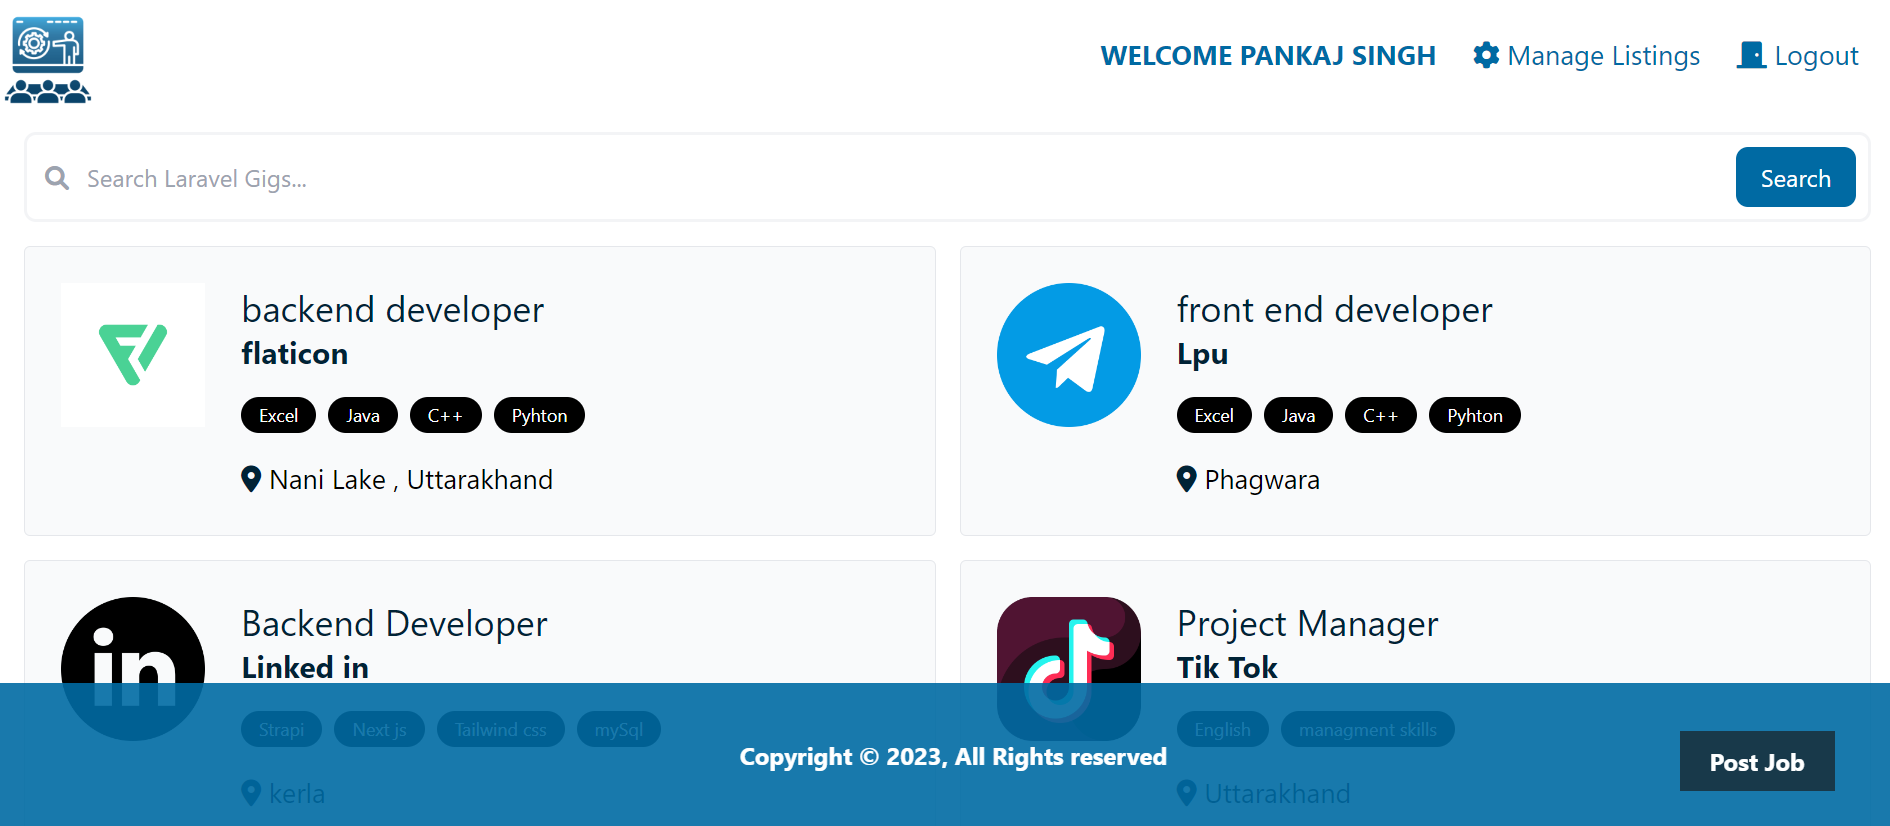 WELCOME PANKAJ SINGH Manage Listings Logout
Search Laravel Gigs... Search
backend developer
flaticon
Excel Java C++ Pyhton
Nani Lake , Uttarakhand
front end developer
Lpu
Excel Java C++ Pyhton
Phagwara
Backend Developer
Linked in
Strapi Next js Tailwind css mySql
kerla
Project Manager
Tik Tok
English managment skills
Uttarakhand
in
Copyright © 2023, All Rights reserved
Post Job